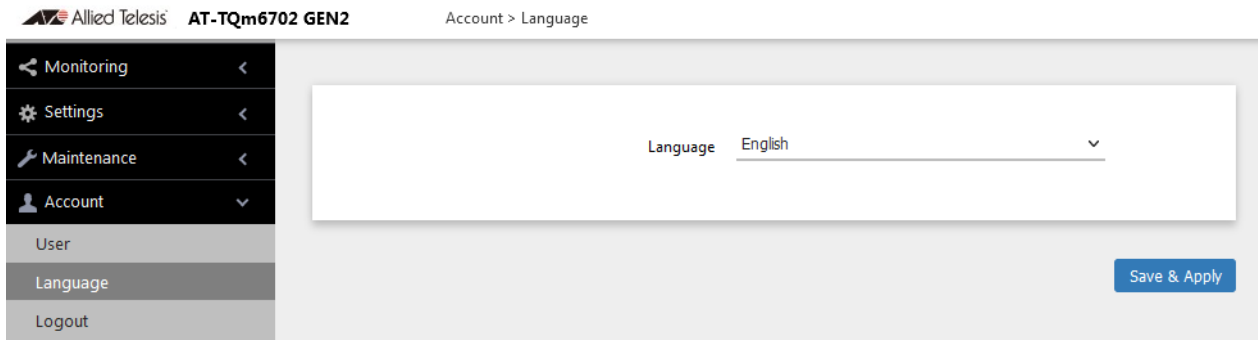 Allied Telesis AT-TQm6702 GEN2 Account > Language
Monitoring
Settings
Maintenance
Account
User
Language
Logout
Language English
Save & Apply